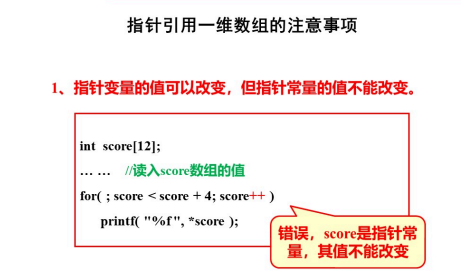 指针引用一维数组的注意事项
1、指针变量的值可以改变，但指针常量的值不能改变。
int score[12];
… … //读入score数组的值
for( ; score < score + 4; score++ )
printf( "%f", *score );
错误，score是指针常
量，其值不能改变